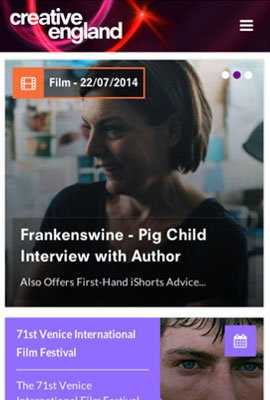 creative
england
Film - 22/07/2014
Frankenswine - Pig Child
Interview with Author
Also Offers First-Hand iShorts Advice...
71st Venice International
Film Festival
The 71st Venice
International Film Festival